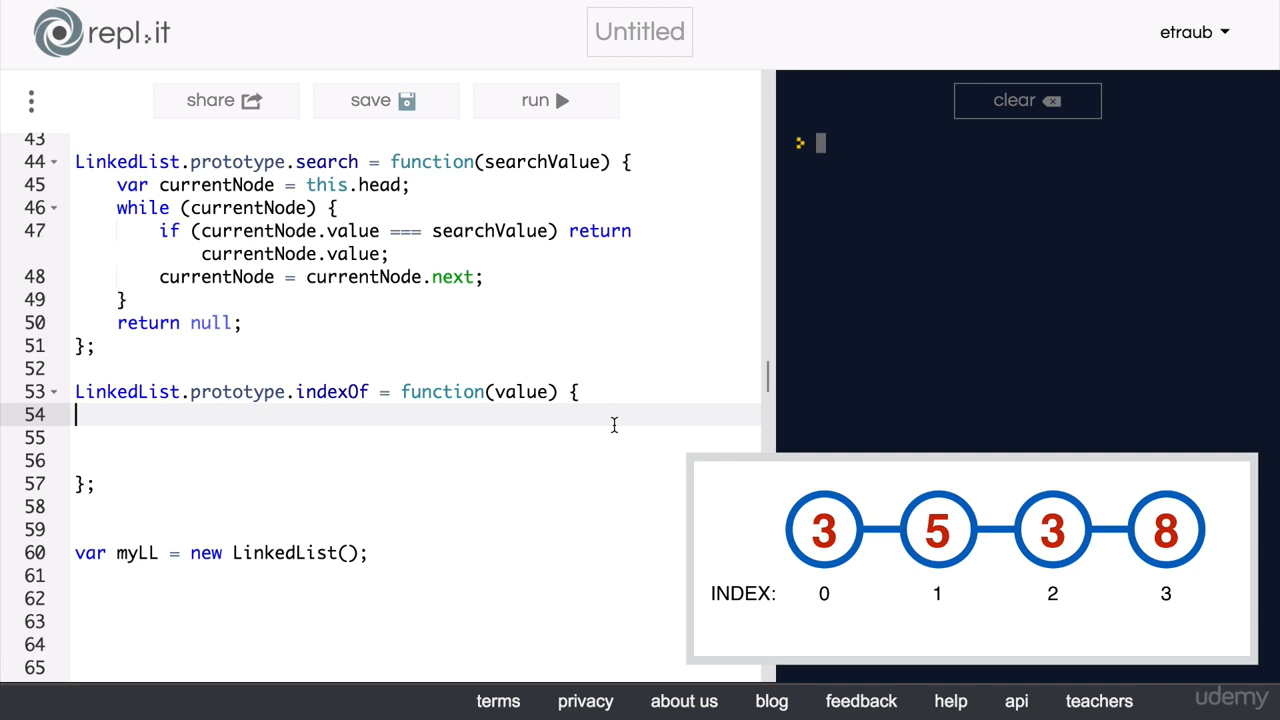 repl.it
Untitled
etraub
share
save
run
clear
43
44 LinkedList.prototype.search = function(searchValue) {
45 var currentNode = this.head;
46 while (currentNode) {
47 if (currentNode.value === searchValue) return
currentNode.value;
48 currentNode = currentNode.next;
49 }
50 return null;
51 };
52
53 LinkedList.prototype.indexOf = function(value) {
54
55
56
57 };
58
59
60 var myLL = new LinkedList();
61
62
63
64
65
>
3 5 3 8
INDEX: 0 1 2 3
terms privacy about us blog feedback help api teachers
udemy